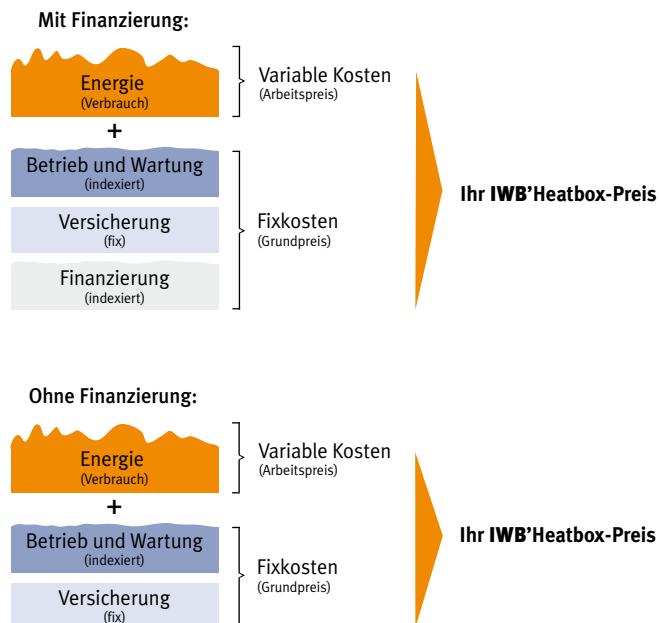 Mit Finanzierung:
Energie
(Verbrauch)
Variable Kosten
(Arbeitspreis)
+
Betrieb und Wartung
(indexiert)
Versicherung
(fix)
Finanzierung
(indexiert)
Fixkosten
(Grundpreis)
Ihr IWB'Heatbox-Preis
Ohne Finanzierung:
Energie
(Verbrauch)
Variable Kosten
(Arbeitspreis)
+
Betrieb und Wartung
(indexiert)
Versicherung
(fix)
Fixkosten
(Grundpreis)
Ihr IWB'Heatbox-Preis